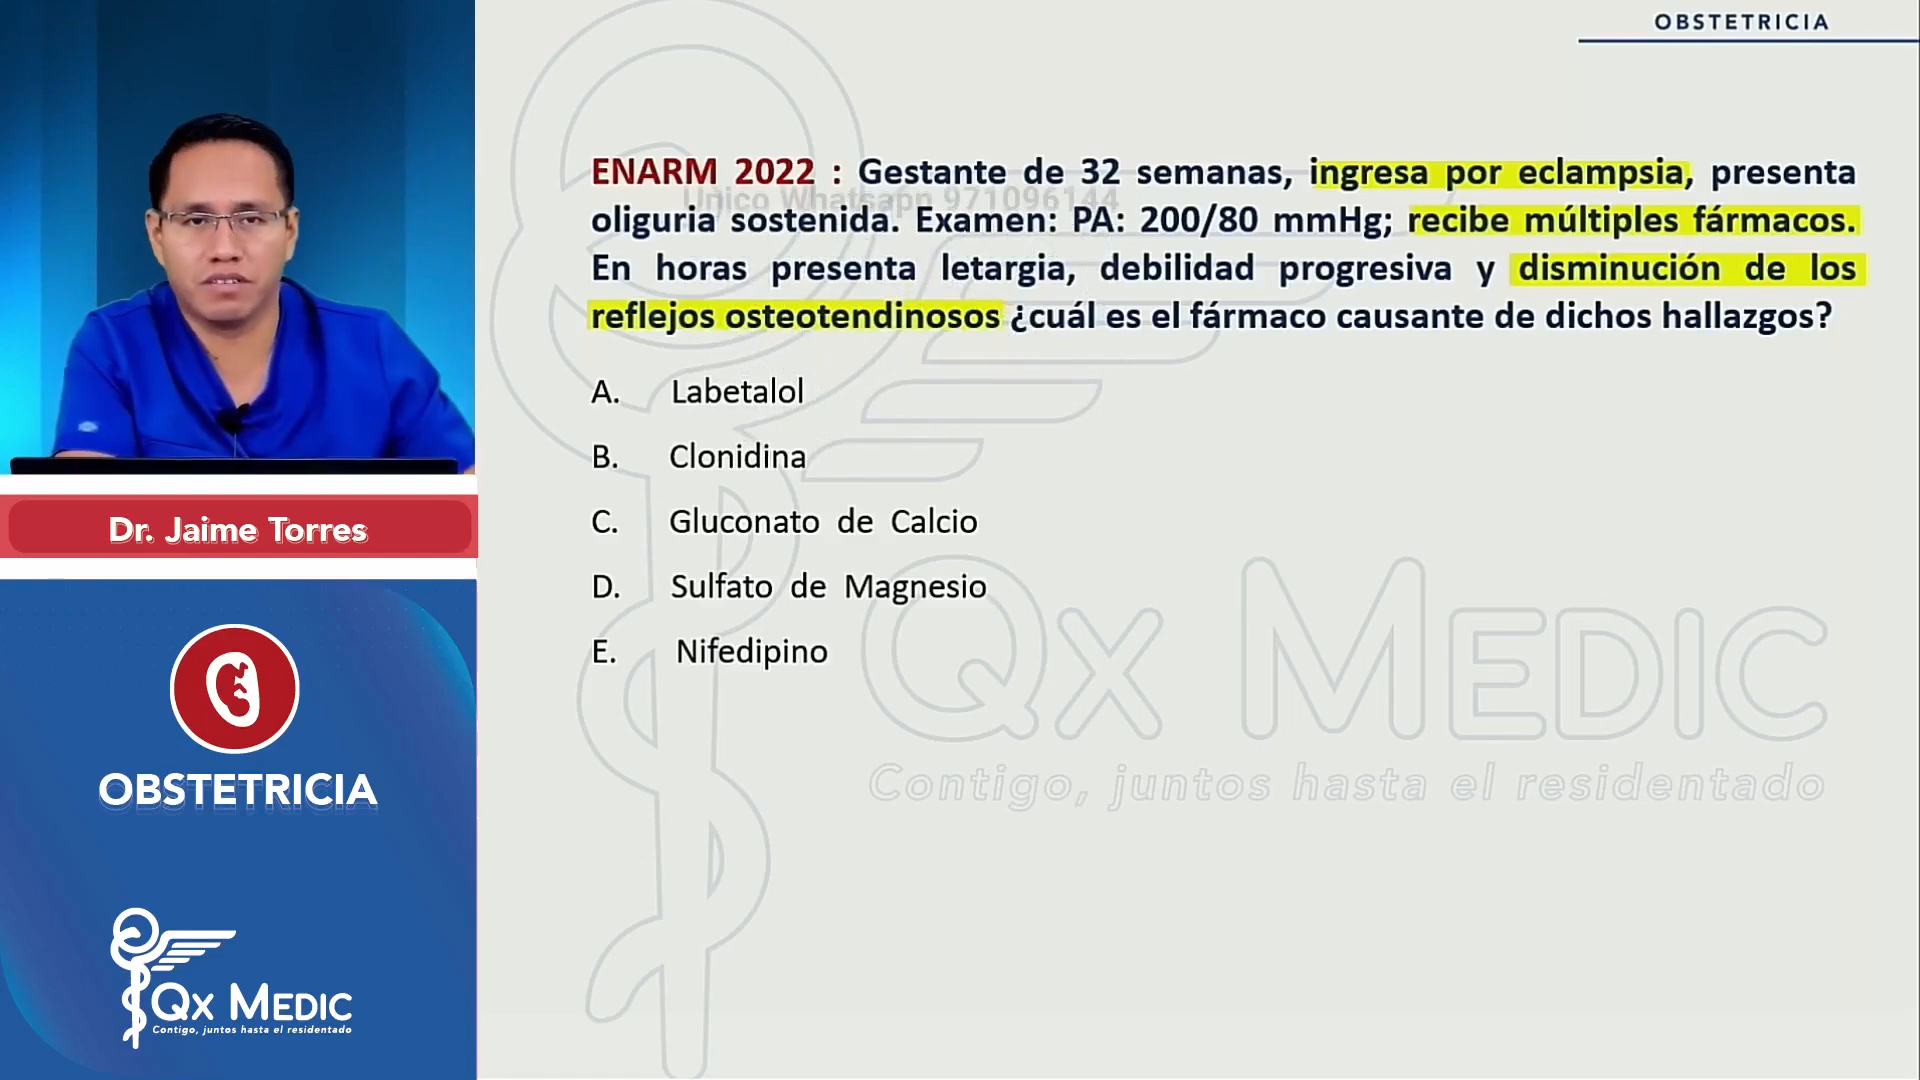 OBSTETRICIA
ENARM 2022 : Gestante de 32 semanas, ingresa por eclampsia, presenta
Unico Whatsapp 971096144
oliguria sostenida. Examen: PA: 200/80 mmHg; recibe múltiples fármacos.
En horas presenta letargia, debilidad progresiva y disminución de los
reflejos osteotendinosos ¿cuál es el fármaco causante de dichos hallazgos?
A. Labetalol
B. Clonidina
C. Gluconato de Calcio
D. Sulfato de Magnesio
E. Nifedipino
QX MEDIC
Contigo, juntos hasta el residentado
Dr. Jaime Torres
OBSTETRICIA
QX MEDIC
Contigo, juntos hasta el residentado